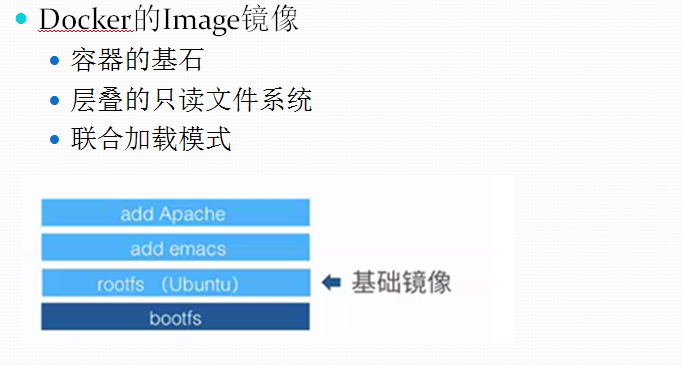 Docker的Image镜像
容器的基石
层叠的只读文件系统
联合加载模式
add Apache
add emacs
rootfs （Ubuntu）
基础镜像
bootfs